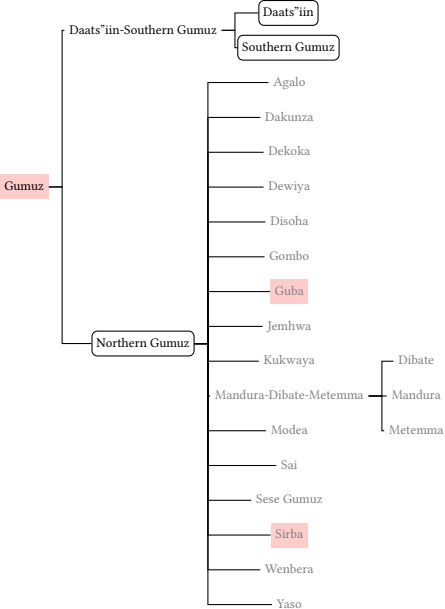 Daats”iin
Daats”iin-Southern Gumuz
Southern Gumuz
Agalo
Dakunza
Dekoka
Gumuz
Dewiya
Disoha
Gombo
Guba
Jemhwa
Northern Gumuz
Kukwaya
Dibate
Mandura-Dibate-Metemma
Mandura
Modea
Metemma
Sai
Sese Gumuz
Sirba
Wenbera
Yaso